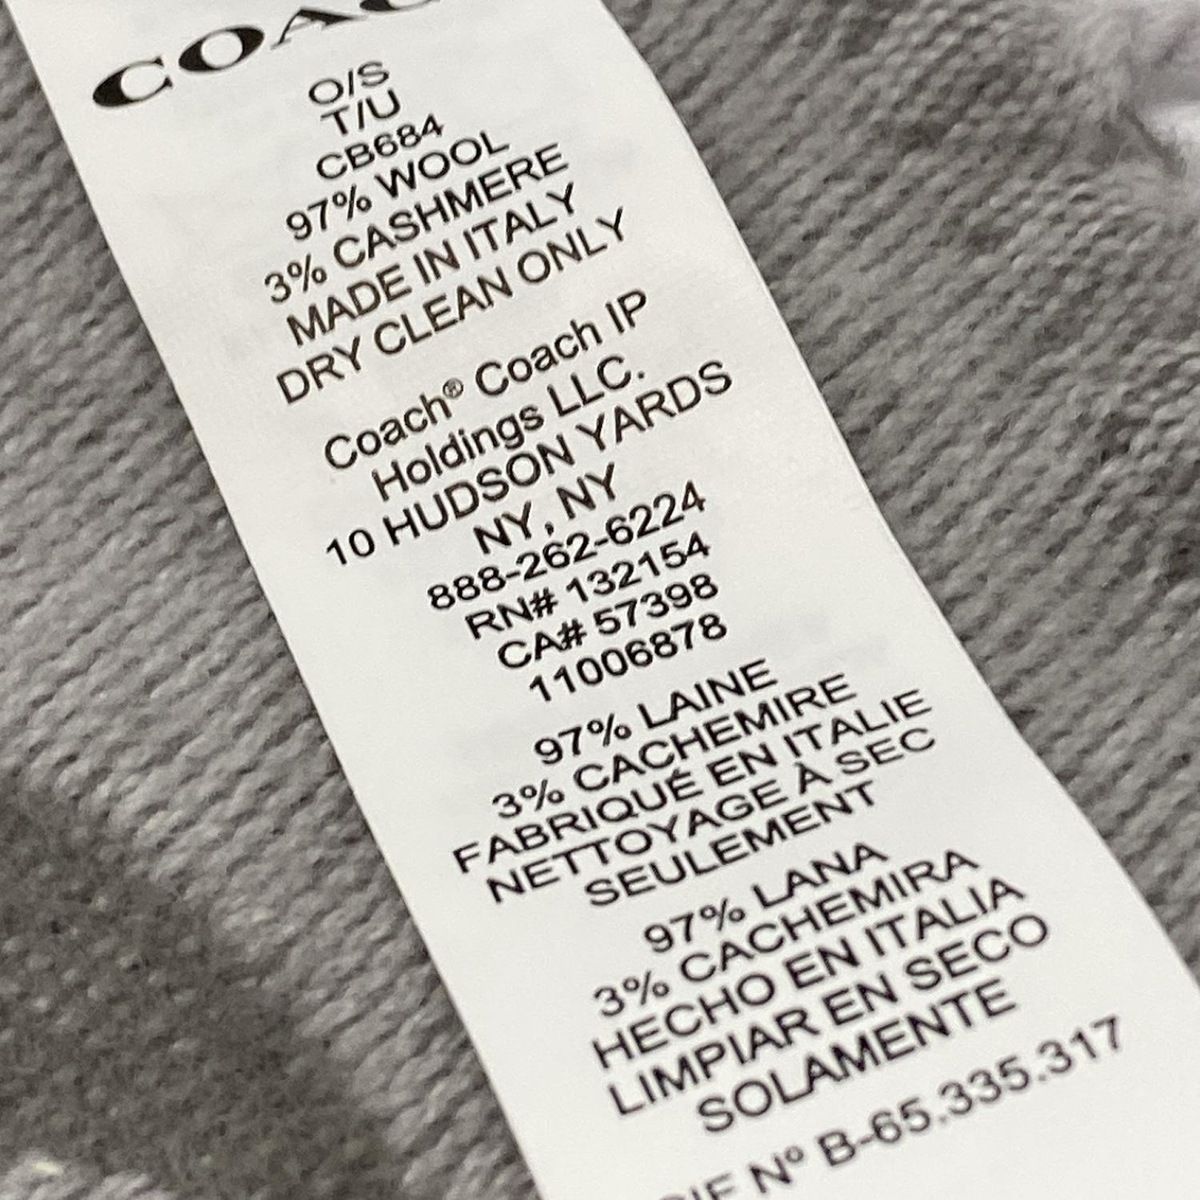 COAC
O/S
T/U
CB684
97% WOOL
3% CASHMERE
MADE IN ITALY
DRY CLEAN ONLY
Coach® Coach IP
Holdings LLC.
10 HUDSON YARDS
NY, NY
888-262-6224
RN# 132154
CA# 57398
11006878
97% LAINE
3% CACHEMIRE
FABRIQUÉ EN ITALIE
NETTOYAGE À SEC
SEULEMENT
97% LANA
3% CACHEMIRA
HECHO EN ITALIA
LIMPIAR EN SECO
SOLAMENTE
Nº B-65.335.317